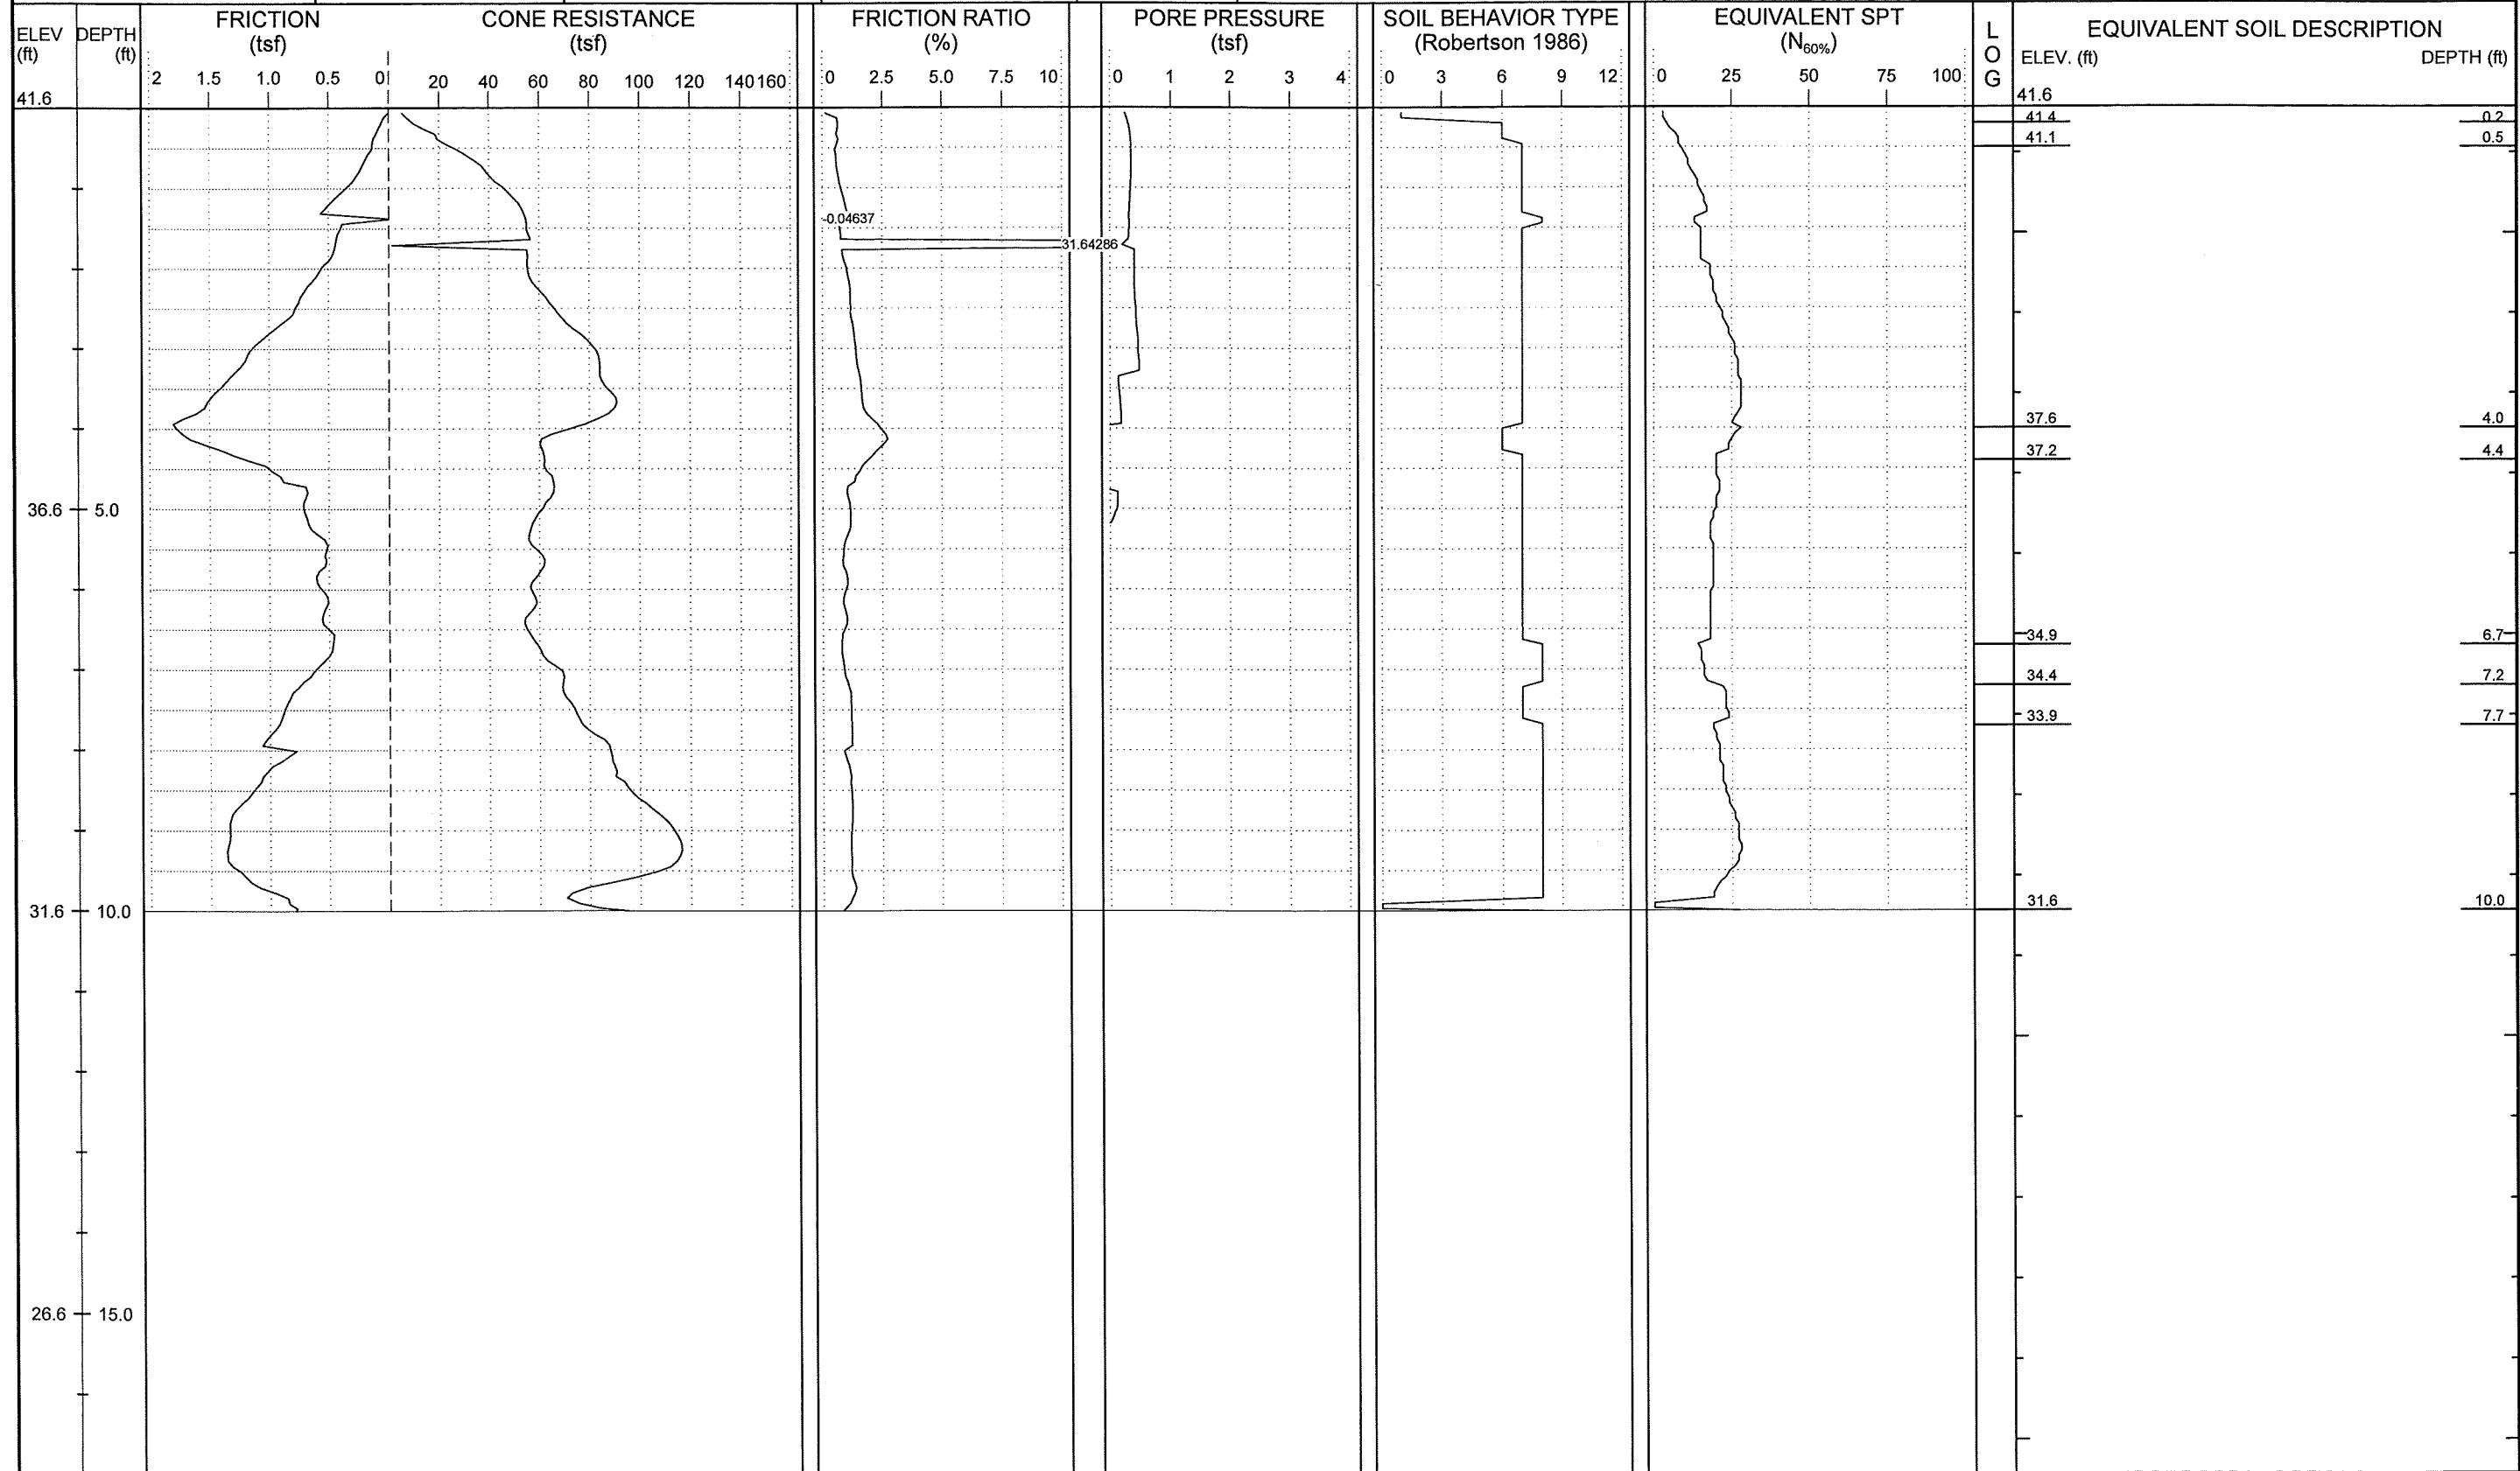 FRICTION CONE RESISTANCE FRICTION RATIO PORE PRESSURE SOIL BEHAVIOR TYPE EQUIVALENT SPT
ELEV DEPTH (tsf) (tsf) (%) (tsf) (Robertson 1986) (N60%) L EQUIVALENT SOIL DESCRIPTION
(ft) (ft) O ELEV. (ft) DEPTH (ft)
2 1.5 1.0 0.5 0 20 40 60 80 100 120 140 160 0 2.5 5.0 7.5 10 0 1 2 3 4 0 3 6 9 12 0 25 50 75 100 G
41.6 41.6
41.4 0.2
41.1 0.5
-0.04637
31.64286
37.6 4.0
37.2 4.4
36.6 5.0
34.9 6.7
34.4 7.2
33.9 7.7
31.6 10.0 31.6 10.0
26.6 15.0